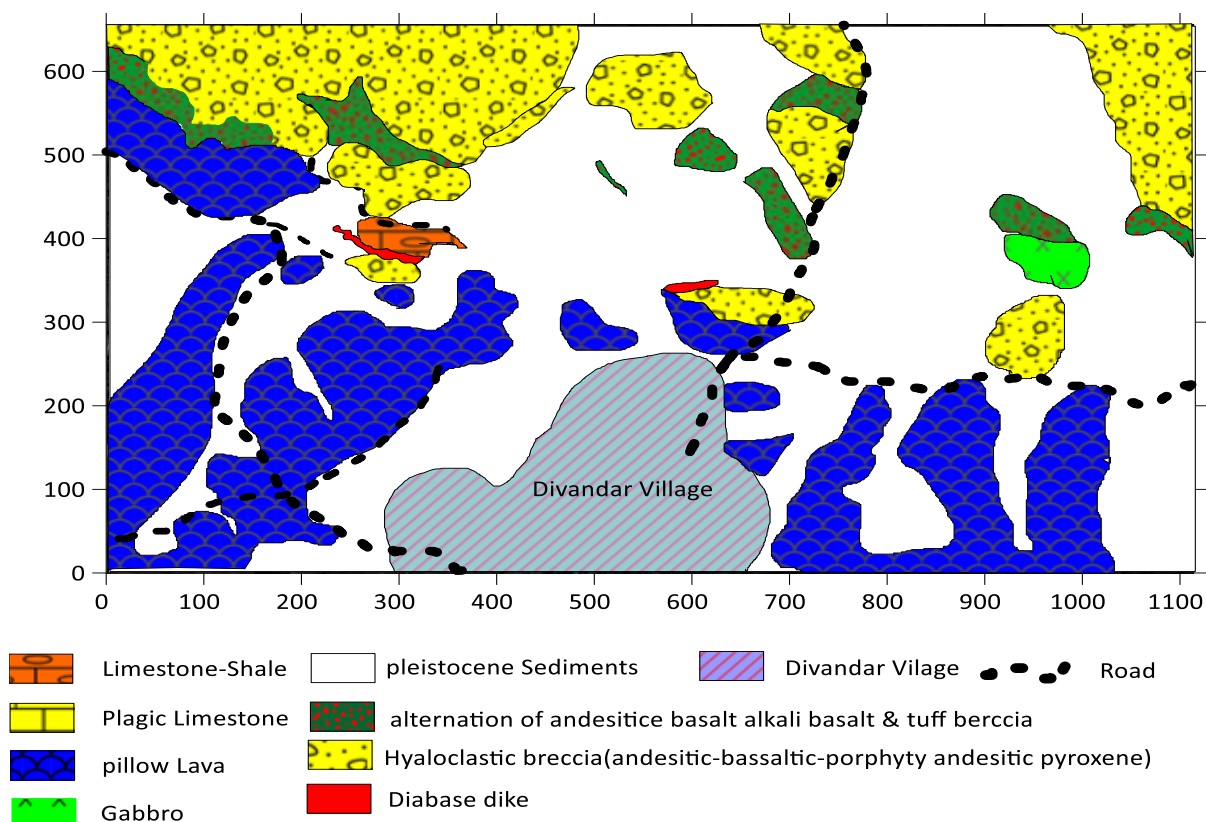 600
500
400
300
200
100
0
Divandar Village
0 100 200 300 400 500 600 700 800 900 1000 1100
Limestone-Shale pleistocene Sediments Divandar Vilage Road
Plagic Limestone alternation of andesitice basalt alkali basalt & tuff berccia
pillow Lava Hyaloclastic breccia(andesitic-bassaltic-porphyty andesitic pyroxene)
Gabbro Diabase dike